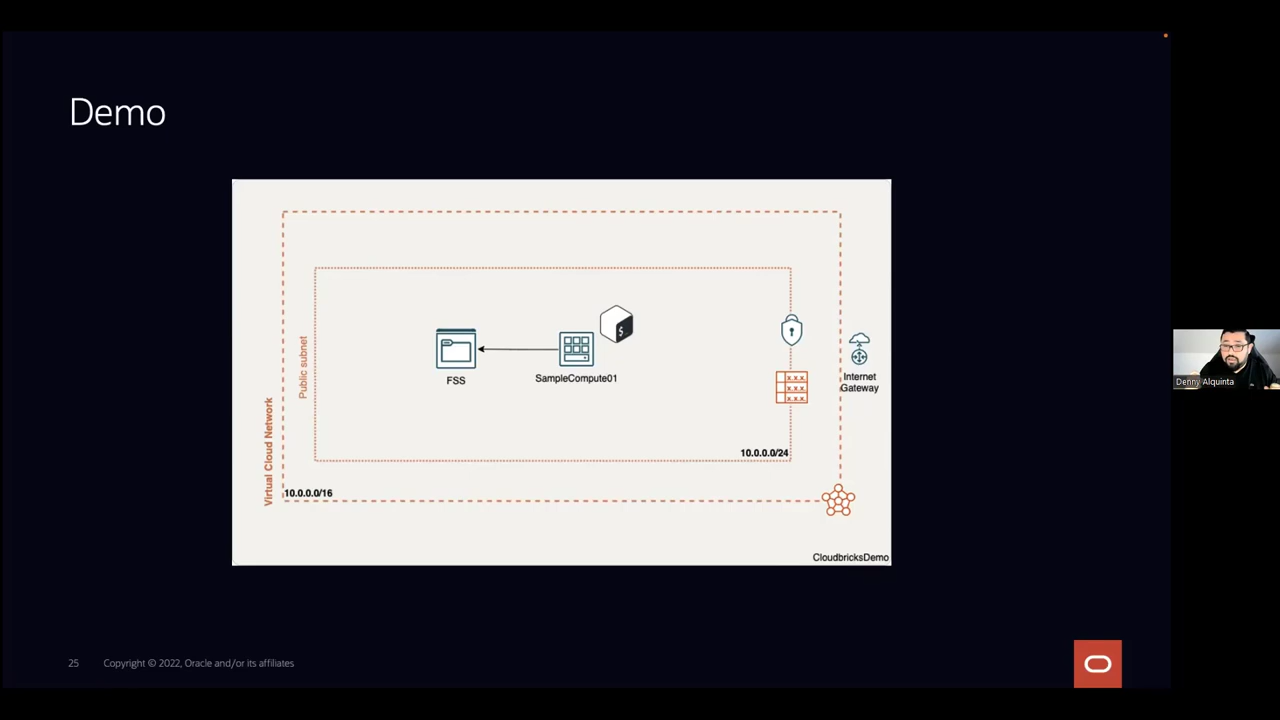 Demo
Public subnet
Virtual Cloud Network
FSS
SampleCompute01
$
x.x.x.
x.x.x.
x.x.x.
Internet
Gateway
10.0.0.0/24
10.0.0.0/16
CloudbricksDemo
Denny Alquinta
25
Copyright © 2022, Oracle and/or its affiliates